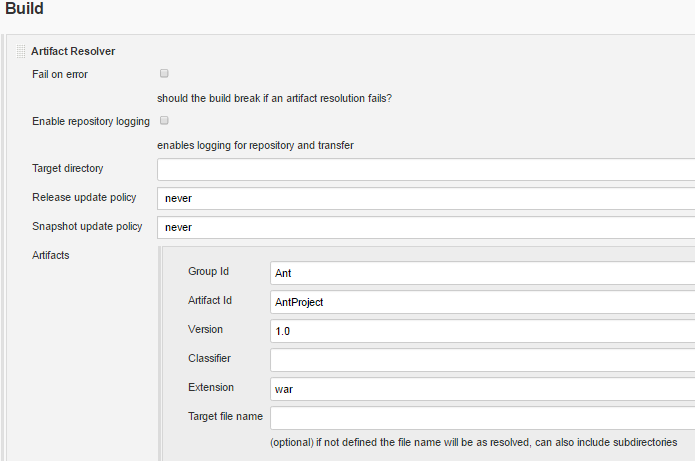 Build
Artifact Resolver
Fail on error
should the build break if an artifact resolution fails?
Enable repository logging
enables logging for repository and transfer
Target directory
Release update policy never
Snapshot update policy never
Artifacts
Group Id Ant
Artifact Id AntProject
Version 1.0
Classifier
Extension war
Target file name
(optional) if not defined the file name will be as resolved, can also include subdirectories